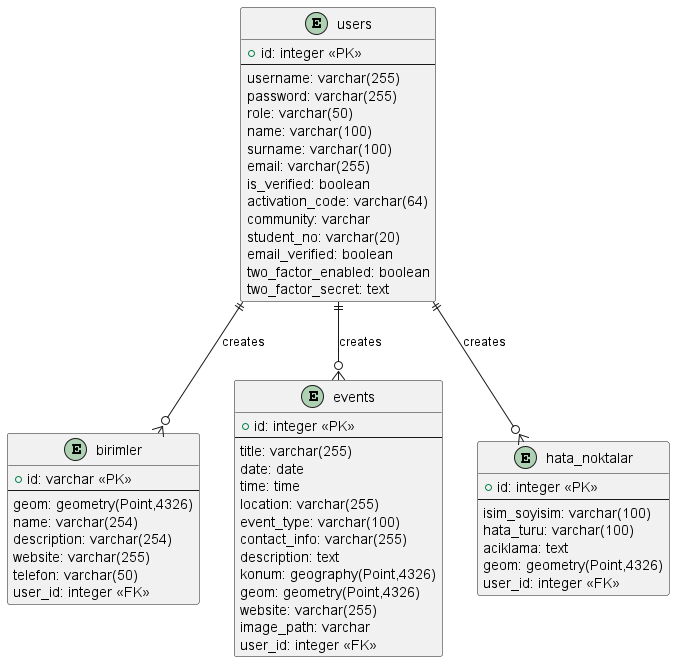 E users
id: integer «PK»
username: varchar(255)
password: varchar(255)
role: varchar(50)
name: varchar(100)
surname: varchar(100)
email: varchar(255)
is_verified: boolean
activation_code: varchar(64)
community: varchar
student_no: varchar(20)
email_verified: boolean
two_factor_enabled: boolean
two_factor_secret: text
creates
creates
creates
E birimler
id: varchar «PK»
geom: geometry(Point,4326)
name: varchar(254)
description: varchar(254)
website: varchar(255)
telefon: varchar(50)
user_id: integer «FK»
E events
id: integer «PK»
title: varchar(255)
date: date
time: time
location: varchar(255)
event_type: varchar(100)
contact_info: varchar(255)
description: text
konum: geography(Point,4326)
geom: geometry(Point,4326)
website: varchar(255)
image_path: varchar
user_id: integer «FK»
E hata_noktalar
id: integer «PK»
isim_soyisim: varchar(100)
hata_turu: varchar(100)
aciklama: text
geom: geometry(Point,4326)
user_id: integer «FK»